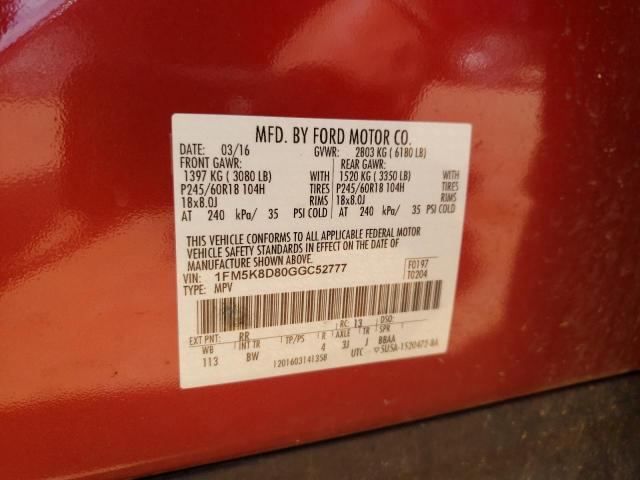 MFD. BY FORD MOTOR CO.
DATE: 03/16 GVWR: 2803 KG ( 6180 LB)
FRONT GAWR: REAR GAWR:
1397 KG ( 3080 LB) WITH 1520 KG ( 3350 LB) WITH
P245/60R18 104H TIRES P245/60R18 104H TIRES
18x8.0J RIMS 18x8.0J RIMS
AT 240 kPa/ 35 PSI COLD AT 240 kPa/ 35 PSI COLD
THIS VEHICLE CONFORMS TO ALL APPLICABLE FEDERAL MOTOR
VEHICLE SAFETY STANDARDS IN EFFECT ON THE DATE OF
MANUFACTURE SHOWN ABOVE.
VIN: 1FM5K8D80GGC52777 F0197
TYPE: MPV T0204
EXT PNT: RR RC: 13 DSO:
WB INT TR TP/PS R AXLE TR SPR
113 BW 4 3J J BBAA
1201603141358 UTC ▽5USA-1520472-BA